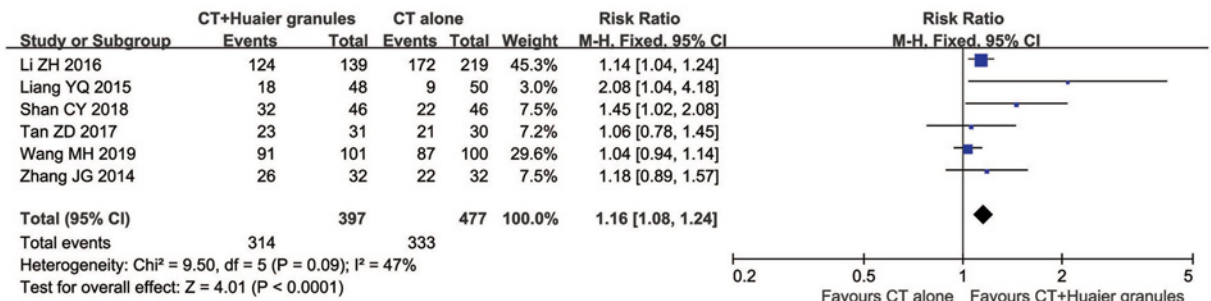 CT+Huaier granules CT alone Risk Ratio Risk Ratio
Study or Subgroup Events Total Events Total Weight M-H, Fixed, 95% CI M-H, Fixed, 95% CI
Li ZH 2016 124 139 172 219 45.3% 1.14 [1.04, 1.24]
Liang YQ 2015 18 48 9 50 3.0% 2.08 [1.04, 4.18]
Shan CY 2018 32 46 22 46 7.5% 1.45 [1.02, 2.08]
Tan ZD 2017 23 31 21 30 7.2% 1.06 [0.78, 1.45]
Wang MH 2019 91 101 87 100 29.6% 1.04 [0.94, 1.14]
Zhang JG 2014 26 32 22 32 7.5% 1.18 [0.89, 1.57]
Total (95% CI) 397 477 100.0% 1.16 [1.08, 1.24]
Total events 314 333
Heterogeneity: Chi² = 9.50, df = 5 (P = 0.09); I² = 47%
Test for overall effect: Z = 4.01 (P < 0.0001)
0.2 0.5 1 2 5
Favours CT alone Favours CT+Huaier granules